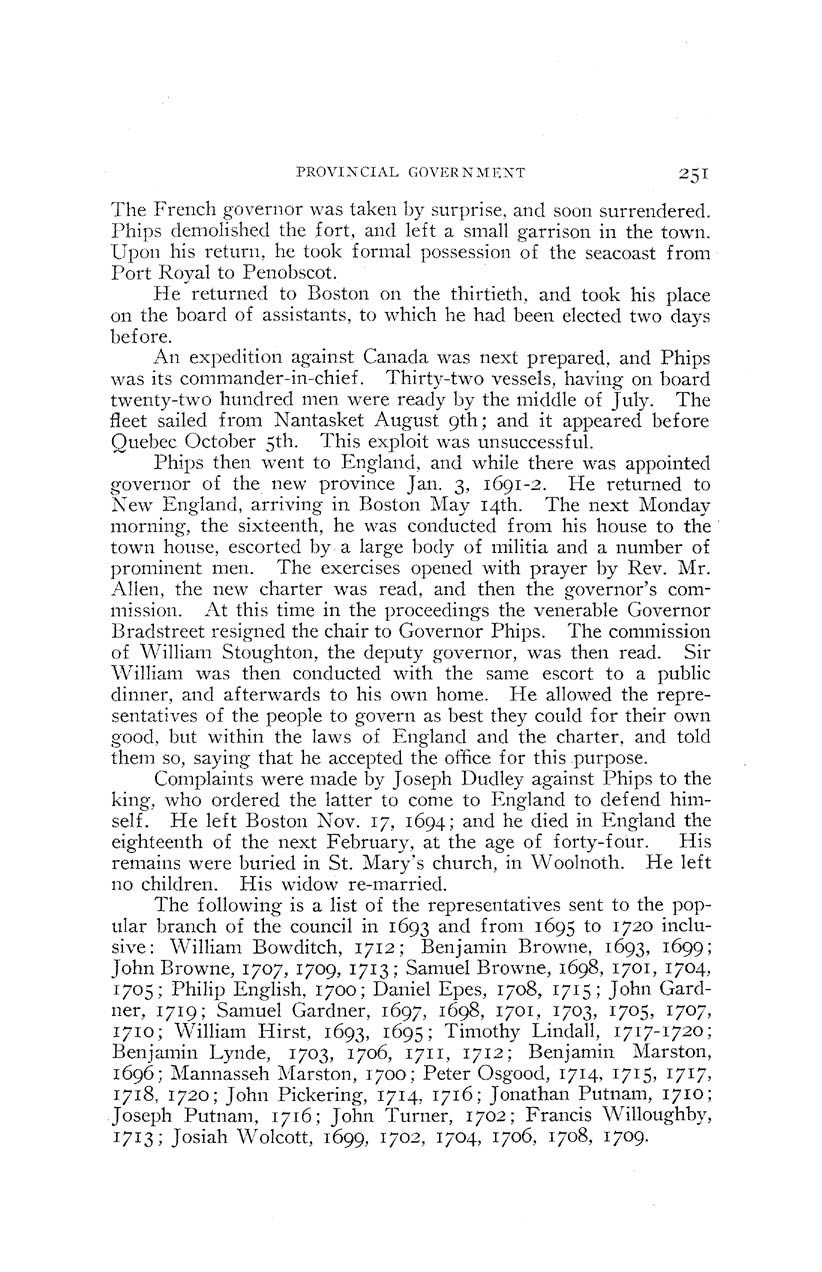 PROVINCIAL GOVERNMENT 251
The French governor was taken by surprise, and soon surrendered.
Phips demolished the fort, and left a small garrison in the town.
Upon his return, he took formal possession of the seacoast from
Port Royal to Penobscot.
He returned to Boston on the thirtieth, and took his place
on the board of assistants, to which he had been elected two days
before.
An expedition against Canada was next prepared, and Phips
was its commander-in-chief. Thirty-two vessels, having on board
twenty-two hundred men were ready by the middle of July. The
fleet sailed from Nantasket August 9th; and it appeared before
Quebec October 5th. This exploit was unsuccessful.
Phips then went to England, and while there was appointed
governor of the new province Jan. 3, 1691-2. He returned to
New England, arriving in Boston May 14th. The next Monday
morning, the sixteenth, he was conducted from his house to the
town house, escorted by a large body of militia and a number of
prominent men. The exercises opened with prayer by Rev. Mr.
Allen, the new charter was read, and then the governor's com-
mission. At this time in the proceedings the venerable Governor
Bradstreet resigned the chair to Governor Phips. The commission
of William Stoughton, the deputy governor, was then read. Sir
William was then conducted with the same escort to a public
dinner, and afterwards to his own home. He allowed the repre-
sentatives of the people to govern as best they could for their own
good, but within the laws of England and the charter, and told
them so, saying that he accepted the office for this purpose.
Complaints were made by Joseph Dudley against Phips to the
king, who ordered the latter to come to England to defend him-
self. He left Boston Nov. 17, 1694; and he died in England the
eighteenth of the next February, at the age of forty-four. His
remains were buried in St. Mary's church, in Woolnoth. He left
no children. His widow re-married.
The following is a list of the representatives sent to the pop-
ular branch of the council in 1693 and from 1695 to 1720 inclu-
sive: William Bowditch, 1712; Benjamin Browne, 1693, 1699;
John Browne, 1707, 1709, 1713; Samuel Browne, 1698, 1701, 1704,
1705; Philip English, 1700; Daniel Epes, 1708, 1715; John Gard-
ner, 1719; Samuel Gardner, 1697, 1698, 1701, 1703, 1705, 1707,
1710; William Hirst, 1693, 1695; Timothy Lindall, 1717-1720;
Benjamin Lynde, 1703, 1706, 1711, 1712; Benjamin Marston,
1696; Mannasseh Marston, 1700; Peter Osgood, 1714, 1715, 1717,
1718, 1720; John Pickering, 1714, 1716; Jonathan Putnam, 1710;
Joseph Putnam, 1716; John Turner, 1702; Francis Willoughby,
1713; Josiah Wolcott, 1699, 1702, 1704, 1706, 1708, 1709.